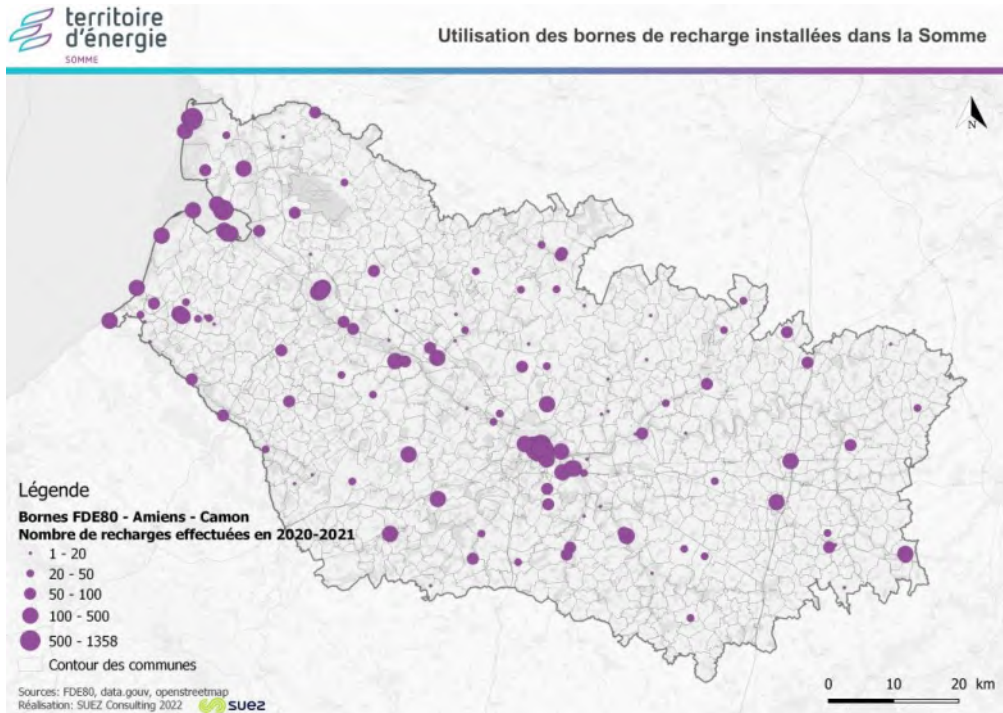 territoire
d'énergie
SOMME
Utilisation des bornes de recharge installées dans la Somme
N
Légende
Bornes FDE80 - Amiens - Camon
Nombre de recharges effectuées en 2020-2021
1 - 20
20 - 50
50 - 100
100 - 500
500 - 1358
Contour des communes
Sources: FDE80, data.gouv, openstreetmap
Réalisation: SUEZ Consulting 2022
suez
0 10 20 km